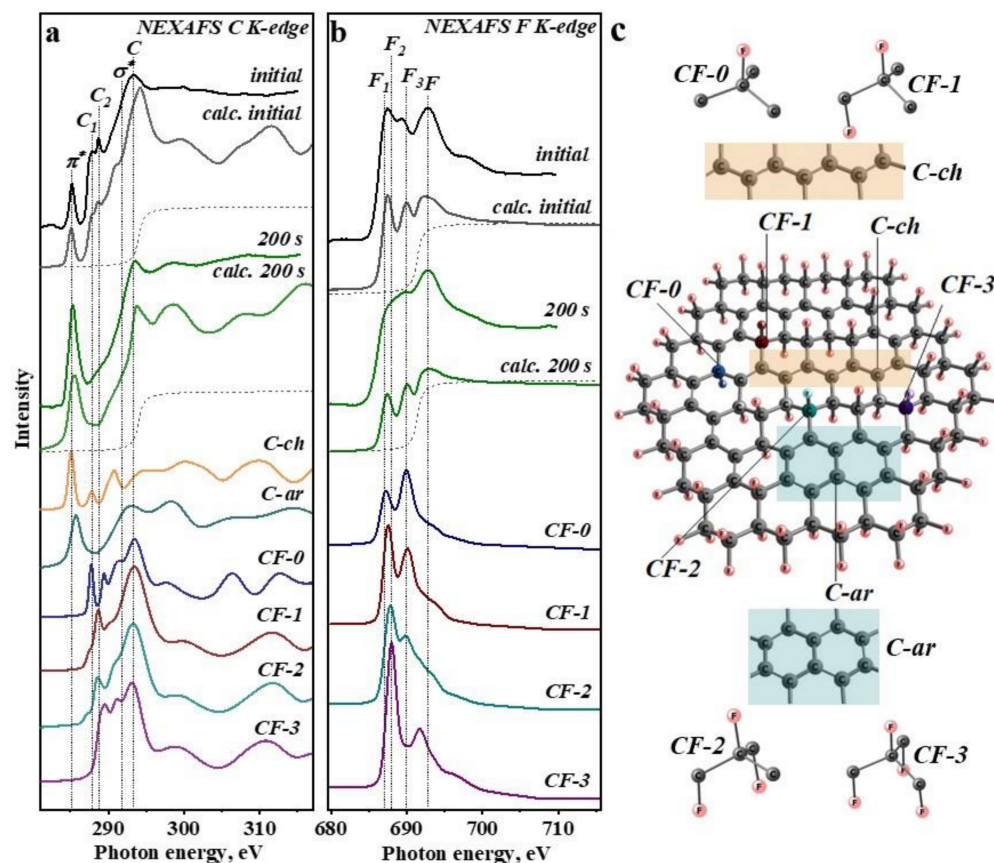 a
NEXAFS C K-edge
C
σ*
C2
C1
π*
initial
calc. initial
200 s
calc. 200 s
C-ch
C-ar
CF-0
CF-1
CF-2
CF-3
Intensity
290 300 310
Photon energy, eV
b
NEXAFS F K-edge
F2
F1
F3
F
initial
calc. initial
200 s
calc. 200 s
CF-0
CF-1
CF-2
CF-3
680 690 700 710
Photon energy, eV
c
CF-0
CF-1
C-ch
CF-1
C-ch
CF-0
CF-3
CF-2
C-ar
C-ar
CF-2
CF-3